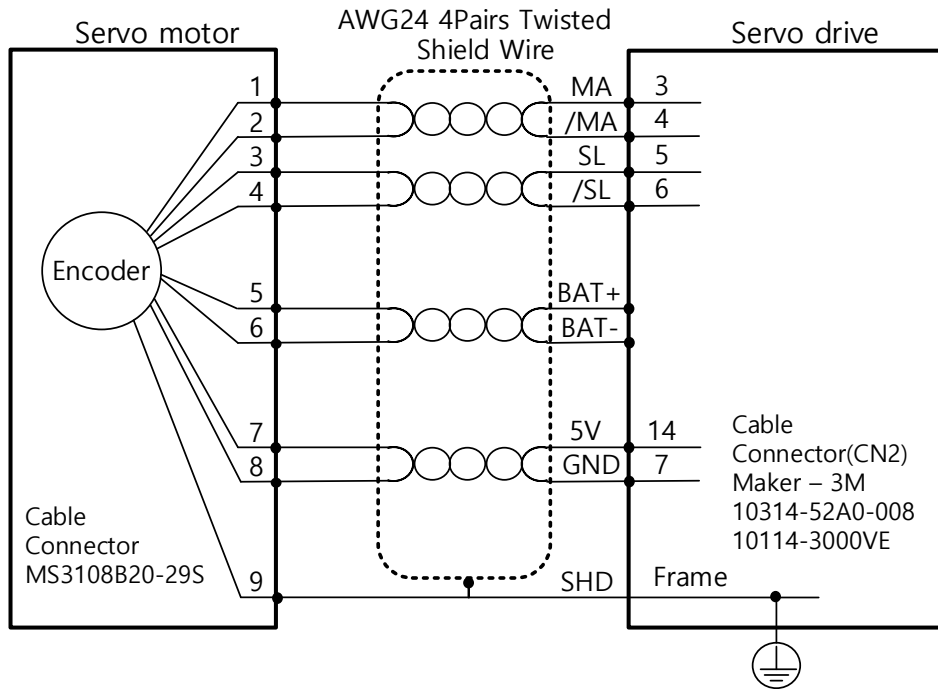 Servo motor
AWG24 4Pairs Twisted
Shield Wire
Servo drive
1
MA
3
2
/MA
4
3
SL
5
4
/SL
6
Encoder
5
BAT+
6
BAT-
7
5V
14
8
GND
7
Cable
Connector
MS3108B20-29S
Cable
Connector(CN2)
Maker – 3M
10314-52A0-008
10114-3000VE
9
SHD
Frame